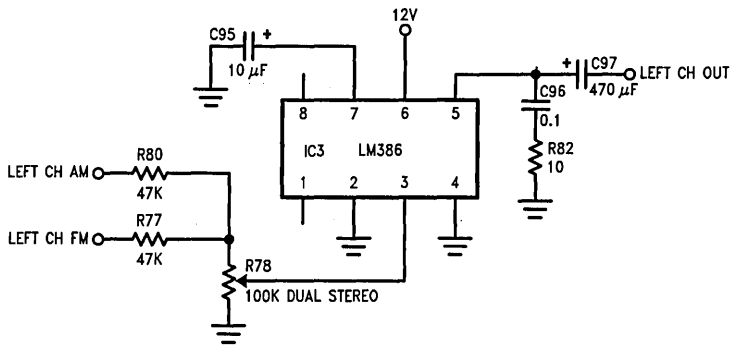 12V
C95 +
10 µF
+ C97
LEFT CH OUT
470 µF
C96
0.1
8 7 6 5
IC3 LM386
R82
10
1 2 3 4
R80
LEFT CH AM
47K
R77
LEFT CH FM
47K
R78
100K DUAL STEREO